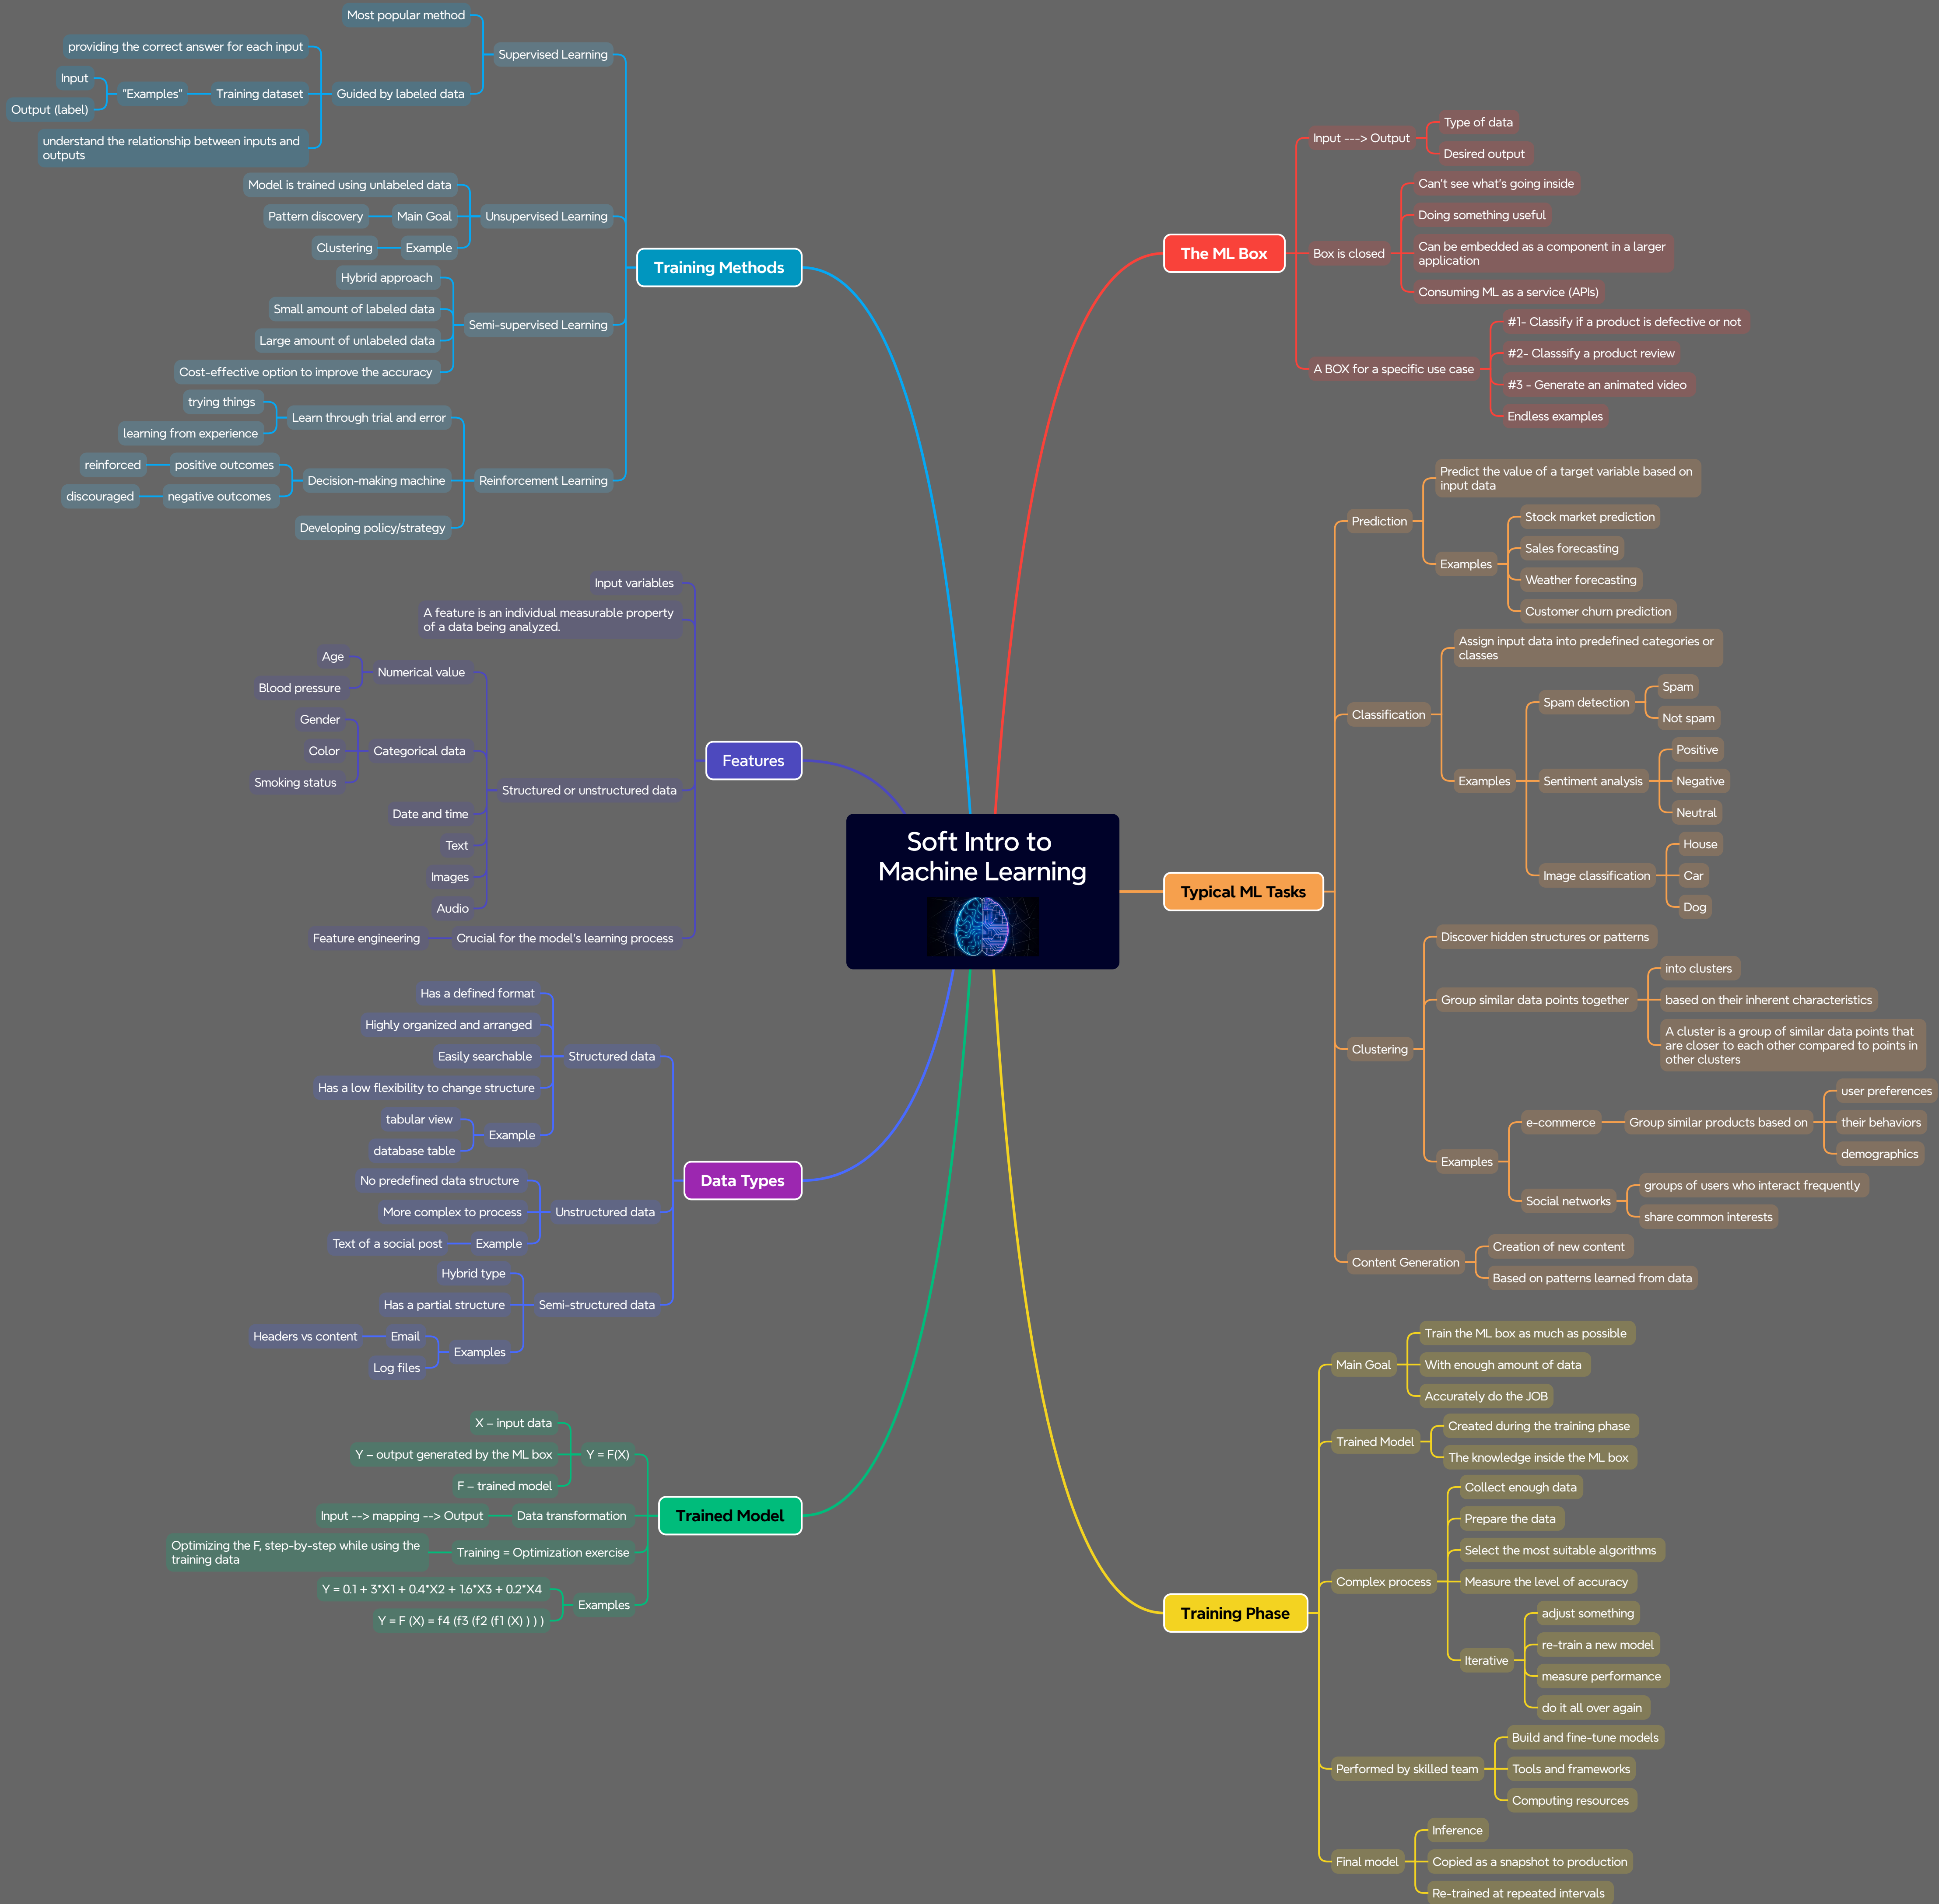 Soft Intro to
Machine Learning
The ML Box
Input ---> Output
Type of data
Desired output
Box is closed
Can't see what's going inside
Doing something useful
Can be embedded as a component in a larger
application
Consuming ML as a service (APIs)
A BOX for a specific use case
#1- Classify if a product is defective or not
#2- Classsify a product review
#3 - Generate an animated video
Endless examples
Typical ML Tasks
Prediction
Predict the value of a target variable based on
input data
Examples
Stock market prediction
Sales forecasting
Weather forecasting
Customer churn prediction
Classification
Assign input data into predefined categories or
classes
Examples
Spam detection
Spam
Not spam
Sentiment analysis
Positive
Negative
Neutral
Image classification
House
Car
Dog
Clustering
Discover hidden structures or patterns
Group similar data points together
into clusters
based on their inherent characteristics
A cluster is a group of similar data points that
are closer to each other compared to points in
other clusters
Examples
e-commerce
Group similar products based on
user preferences
their behaviors
demographics
Social networks
groups of users who interact frequently
share common interests
Content Generation
Creation of new content
Based on patterns learned from data
Training Phase
Main Goal
Train the ML box as much as possible
With enough amount of data
Accurately do the JOB
Trained Model
Created during the training phase
The knowledge inside the ML box
Complex process
Collect enough data
Prepare the data
Select the most suitable algorithms
Measure the level of accuracy
Iterative
adjust something
re-train a new model
measure performance
do it all over again
Performed by skilled team
Build and fine-tune models
Tools and frameworks
Computing resources
Final model
Inference
Copied as a snapshot to production
Re-trained at repeated intervals
Training Methods
Supervised Learning
Most popular method
Guided by labeled data
providing the correct answer for each input
Training dataset
"Examples"
Input
Output (label)
understand the relationship between inputs and
outputs
Unsupervised Learning
Model is trained using unlabeled data
Main Goal
Pattern discovery
Example
Clustering
Semi-supervised Learning
Hybrid approach
Small amount of labeled data
Large amount of unlabeled data
Cost-effective option to improve the accuracy
Reinforcement Learning
Learn through trial and error
trying things
learning from experience
Decision-making machine
positive outcomes
reinforced
negative outcomes
discouraged
Developing policy/strategy
Features
Input variables
A feature is an individual measurable property
of a data being analyzed.
Structured or unstructured data
Numerical value
Age
Blood pressure
Categorical data
Gender
Color
Smoking status
Date and time
Text
Images
Audio
Crucial for the model's learning process
Feature engineering
Data Types
Structured data
Has a defined format
Highly organized and arranged
Easily searchable
Has a low flexibility to change structure
Example
tabular view
database table
Unstructured data
No predefined data structure
More complex to process
Example
Text of a social post
Semi-structured data
Hybrid type
Has a partial structure
Examples
Email
Headers vs content
Log files
Trained Model
Y = F(X)
X – input data
Y – output generated by the ML box
F – trained model
Data transformation
Input --> mapping --> Output
Training = Optimization exercise
Optimizing the F, step-by-step while using the
training data
Examples
Y = 0.1 + 3*X1 + 0.4*X2 + 1.6*X3 + 0.2*X4
Y = F (X) = f4 (f3 (f2 (f1 (X) ) ) )